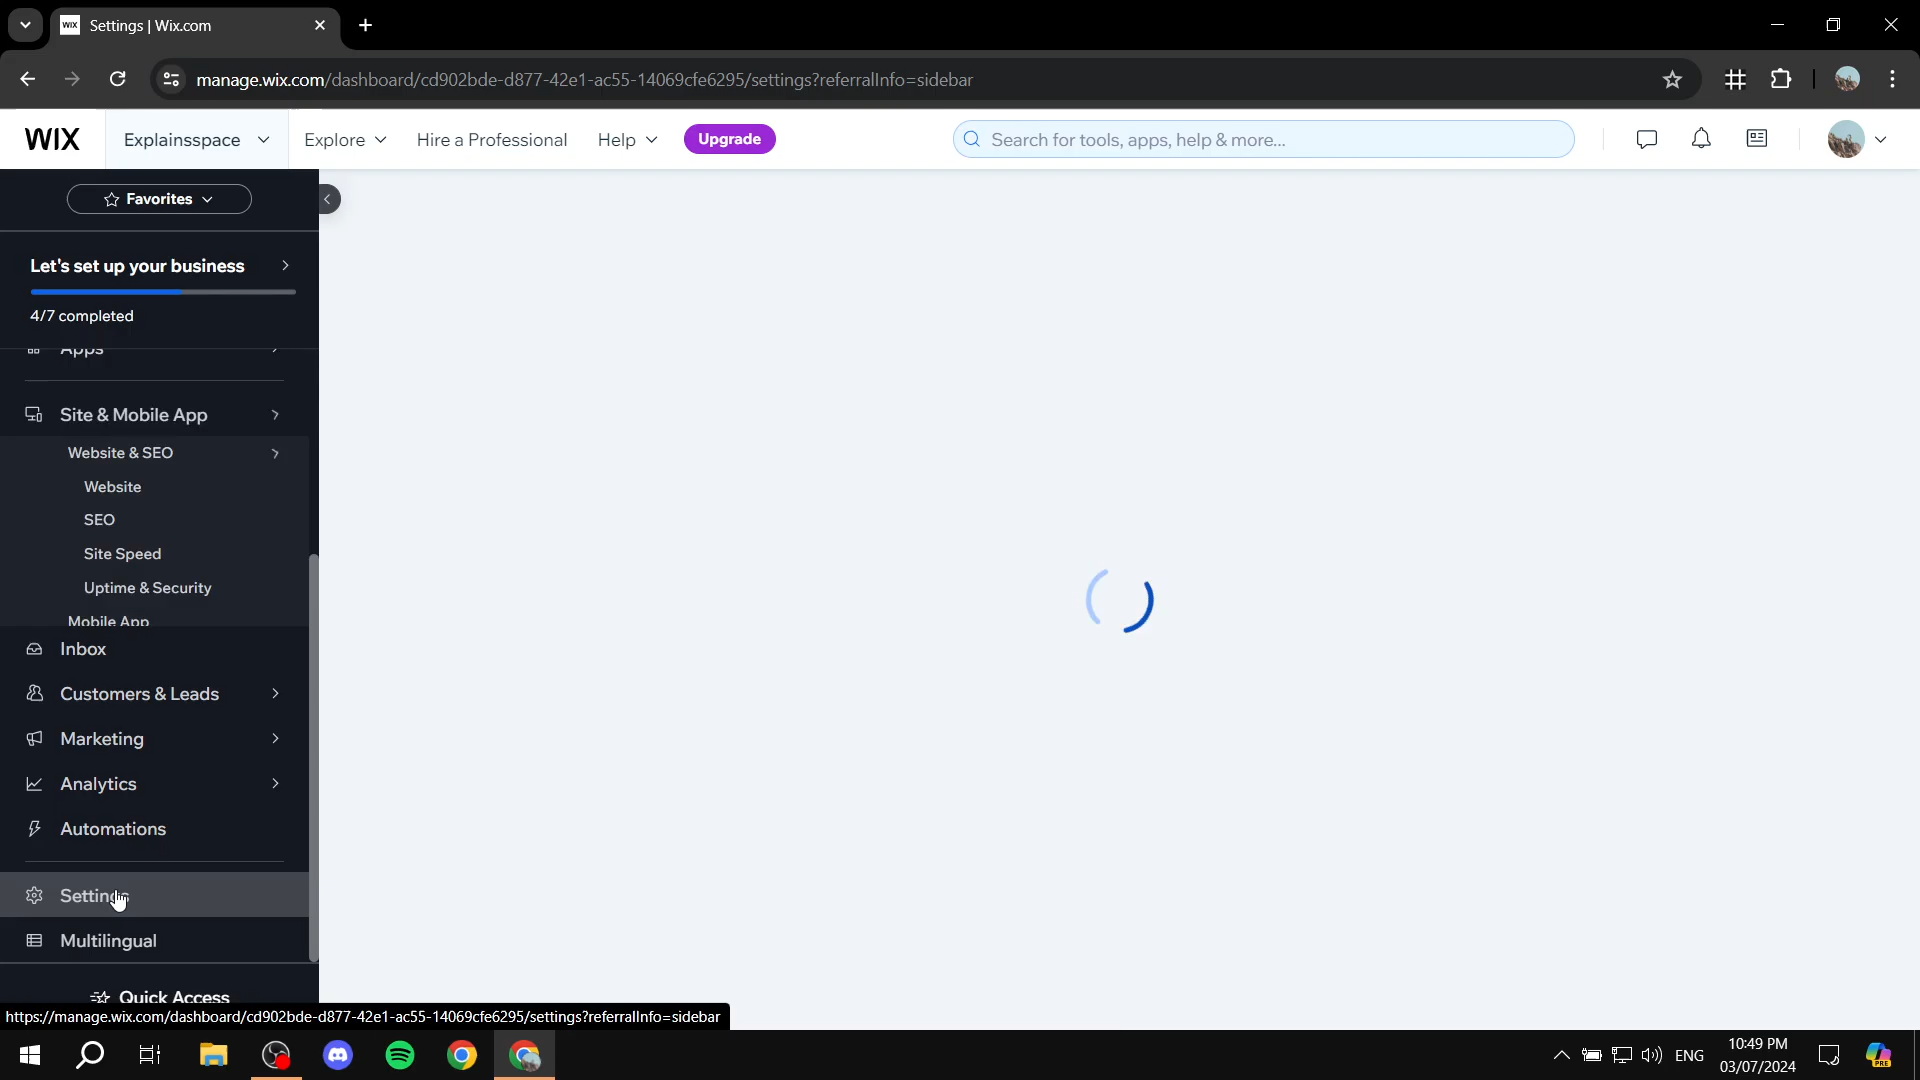 Settings | Wix.com
manage.wix.com/dashboard/cd902bde-d877-42e1-ac55-14069cfe6295/settings?referralInfo=sidebar
WIX Explainsspace Explore Hire a Professional Help Upgrade Search for tools, apps, help & more...
Favorites
Let's set up your business
4/7 completed
Apps
Site & Mobile App
Website & SEO
Website
SEO
Site Speed
Uptime & Security
Mobile App
Inbox
Customers & Leads
Marketing
Analytics
Automations
Settings
Multilingual
Quick Access
https://manage.wix.com/dashboard/cd902bde-d877-42e1-ac55-14069cfe6295/settings?referralInfo=sidebar
ENG
10:49 PM
03/07/2024
PRE